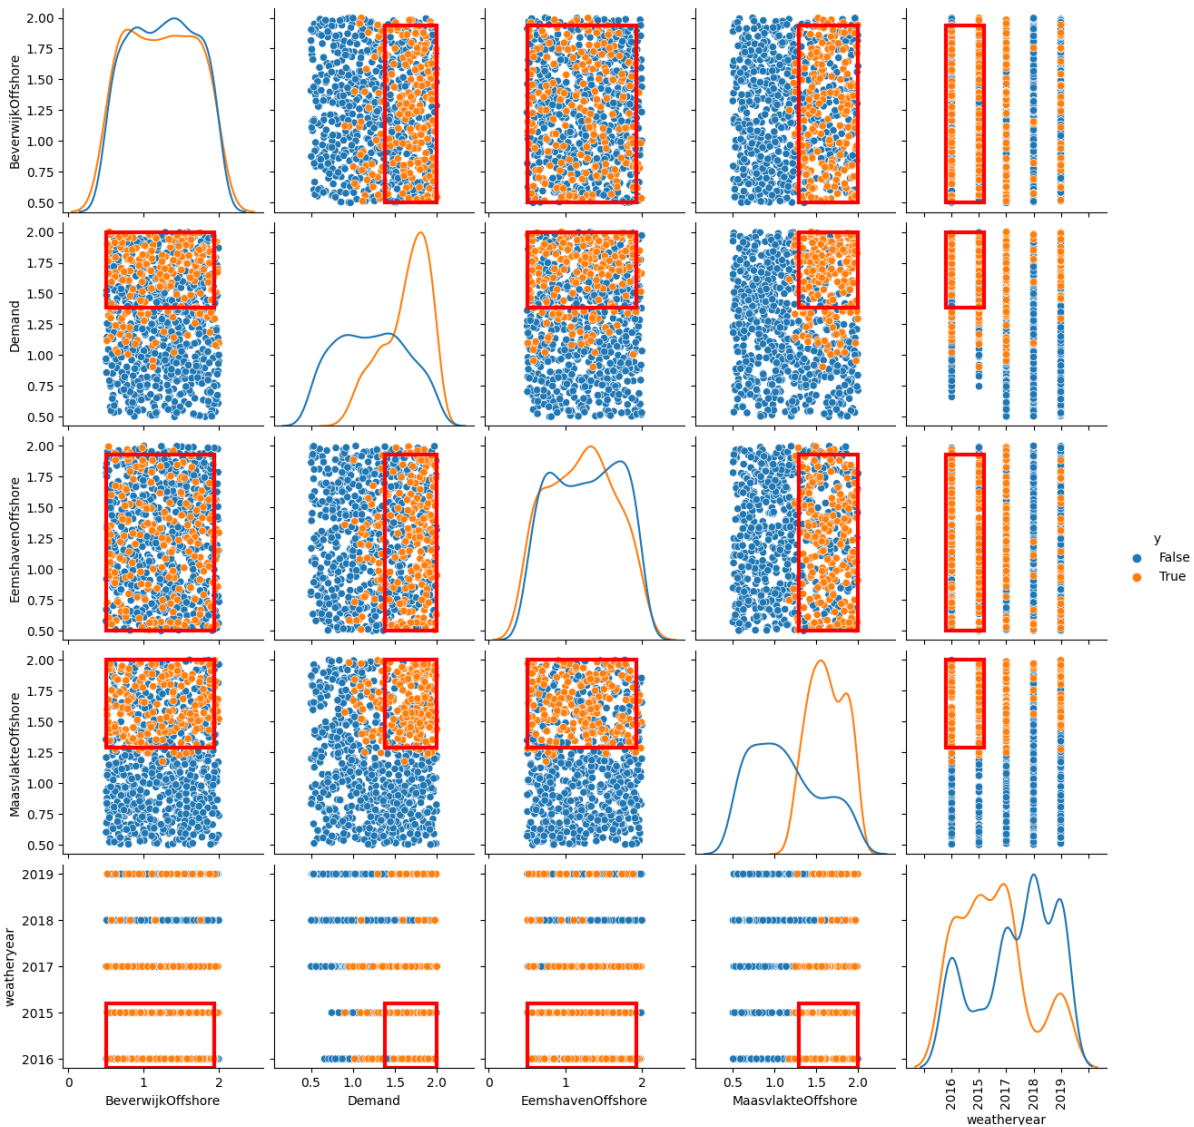 2.00
1.75
1.50
1.25
1.00
0.75
0.50
BeverwijkOffshore
2.00
1.75
1.50
1.25
1.00
0.75
0.50
Demand
2.00
1.75
1.50
1.25
1.00
0.75
0.50
EemshavenOffshore
y
False
True
2.00
1.75
1.50
1.25
1.00
0.75
0.50
MaasvlakteOffshore
2019
2018
2017
2015
2016
weatheryear
0 1 2
BeverwijkOffshore
0.5 1.0 1.5 2.0
Demand
0 1 2
EemshavenOffshore
0.5 1.0 1.5 2.0
MaasvlakteOffshore
2016 2015 2017 2018 2019
weatheryear